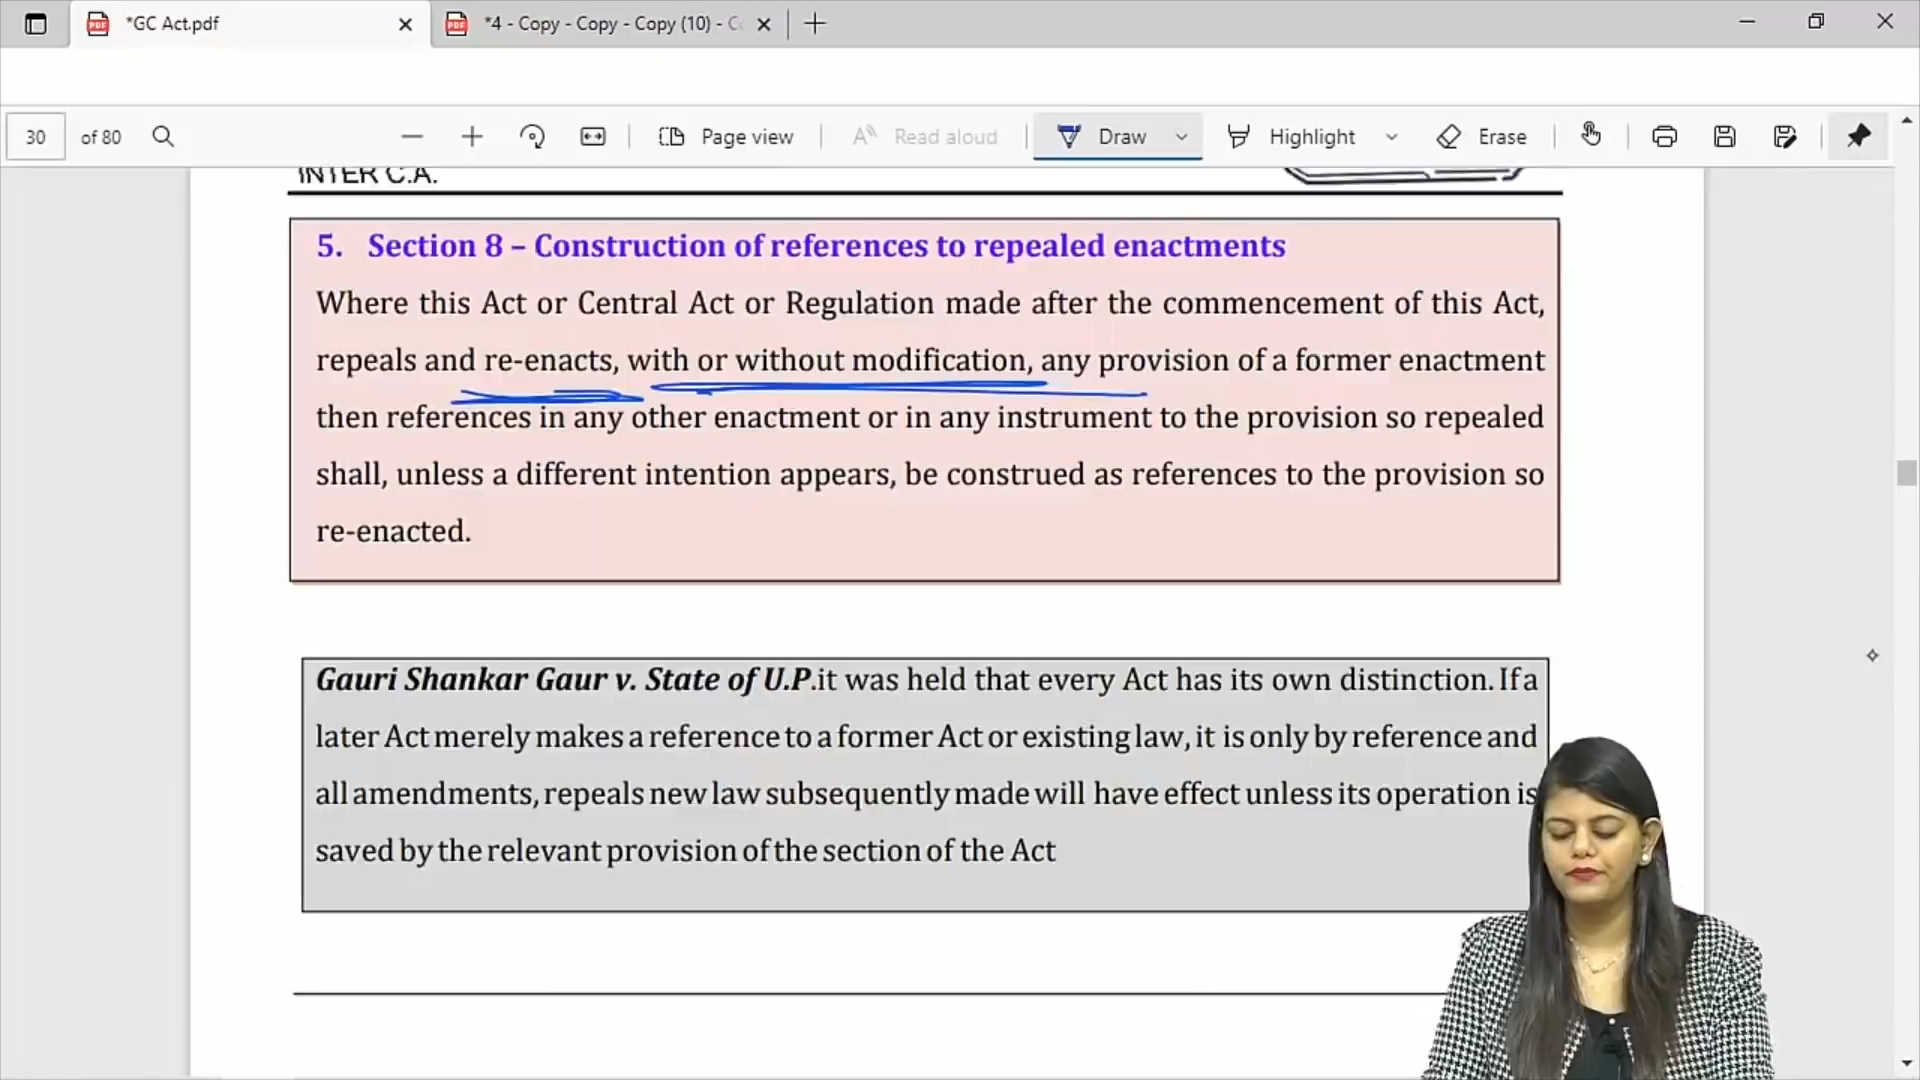 *GC Act.pdf
*4 - Copy - Copy - Copy (10) - C
30 of 80
Page view
Read aloud
Draw
Highlight
Erase
INTER C.A.
5. Section 8 – Construction of references to repealed enactments
Where this Act or Central Act or Regulation made after the commencement of this Act,
repeals and re-enacts, with or without modification, any provision of a former enactment
then references in any other enactment or in any instrument to the provision so repealed
shall, unless a different intention appears, be construed as references to the provision so
re-enacted.
Gauri Shankar Gaur v. State of U.P.it was held that every Act has its own distinction. If a
later Act merely makes a reference to a former Act or existing law, it is only by reference and
all amendments, repeals new law subsequently made will have effect unless its operation is
saved by the relevant provision of the section of the Act